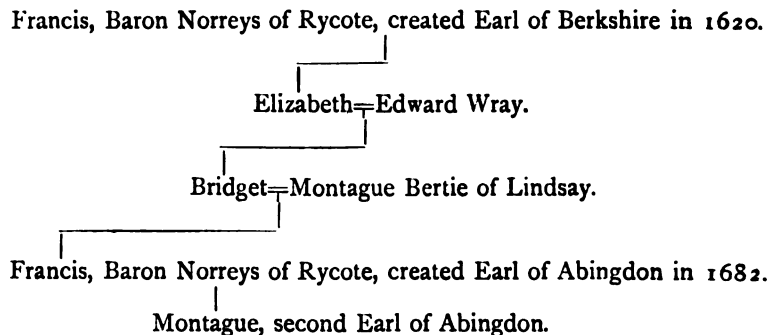 Francis, Baron Norreys of Rycote, created Earl of Berkshire in 1620.
Elizabeth=Edward Wray.
Bridget=Montague Bertie of Lindsay.
Francis, Baron Norreys of Rycote, created Earl of Abingdon in 1682.
Montague, second Earl of Abingdon.